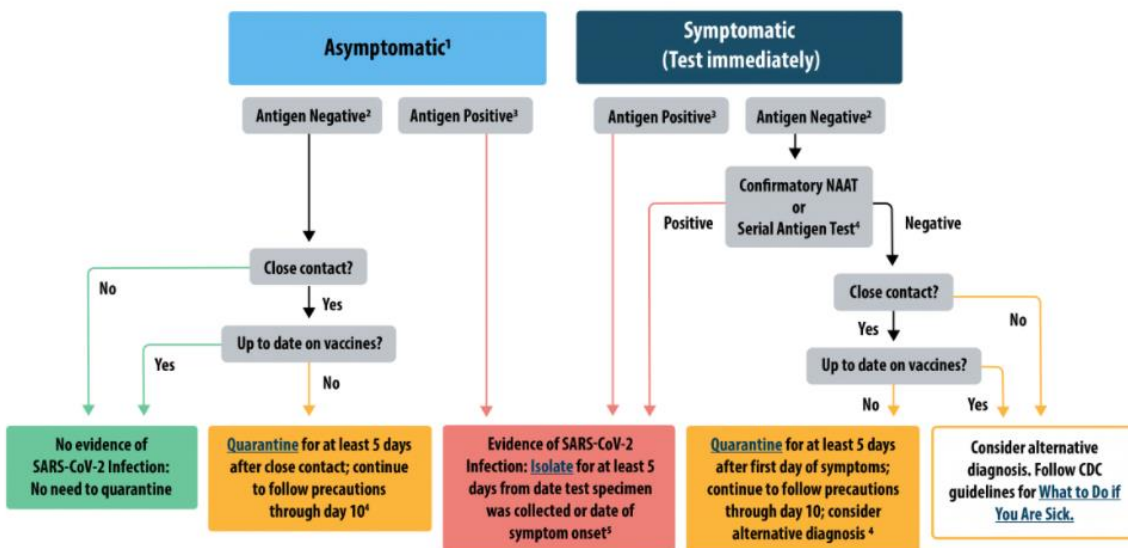 Asymptomatic¹
Symptomatic
(Test immediately)
Antigen Negative²
Antigen Positive³
Antigen Positive³
Antigen Negative²
Confirmatory NAAT
or
Serial Antigen Test⁴
Positive
Negative
Close contact?
No
Yes
Close contact?
No
Yes
Up to date on vaccines?
Yes
No
Up to date on vaccines?
No
Yes
No evidence of
SARS-CoV-2 Infection:
No need to quarantine
Quarantine for at least 5 days
after close contact; continue
to follow precautions
through day 10⁴
Evidence of SARS-CoV-2
Infection: Isolate for at least 5
days from date test specimen
was collected or date of
symptom onset⁵
Quarantine for at least 5 days
after first day of symptoms;
continue to follow precautions
through day 10; consider
alternative diagnosis ⁴
Consider alternative
diagnosis. Follow CDC
guidelines for What to Do if
You Are Sick.